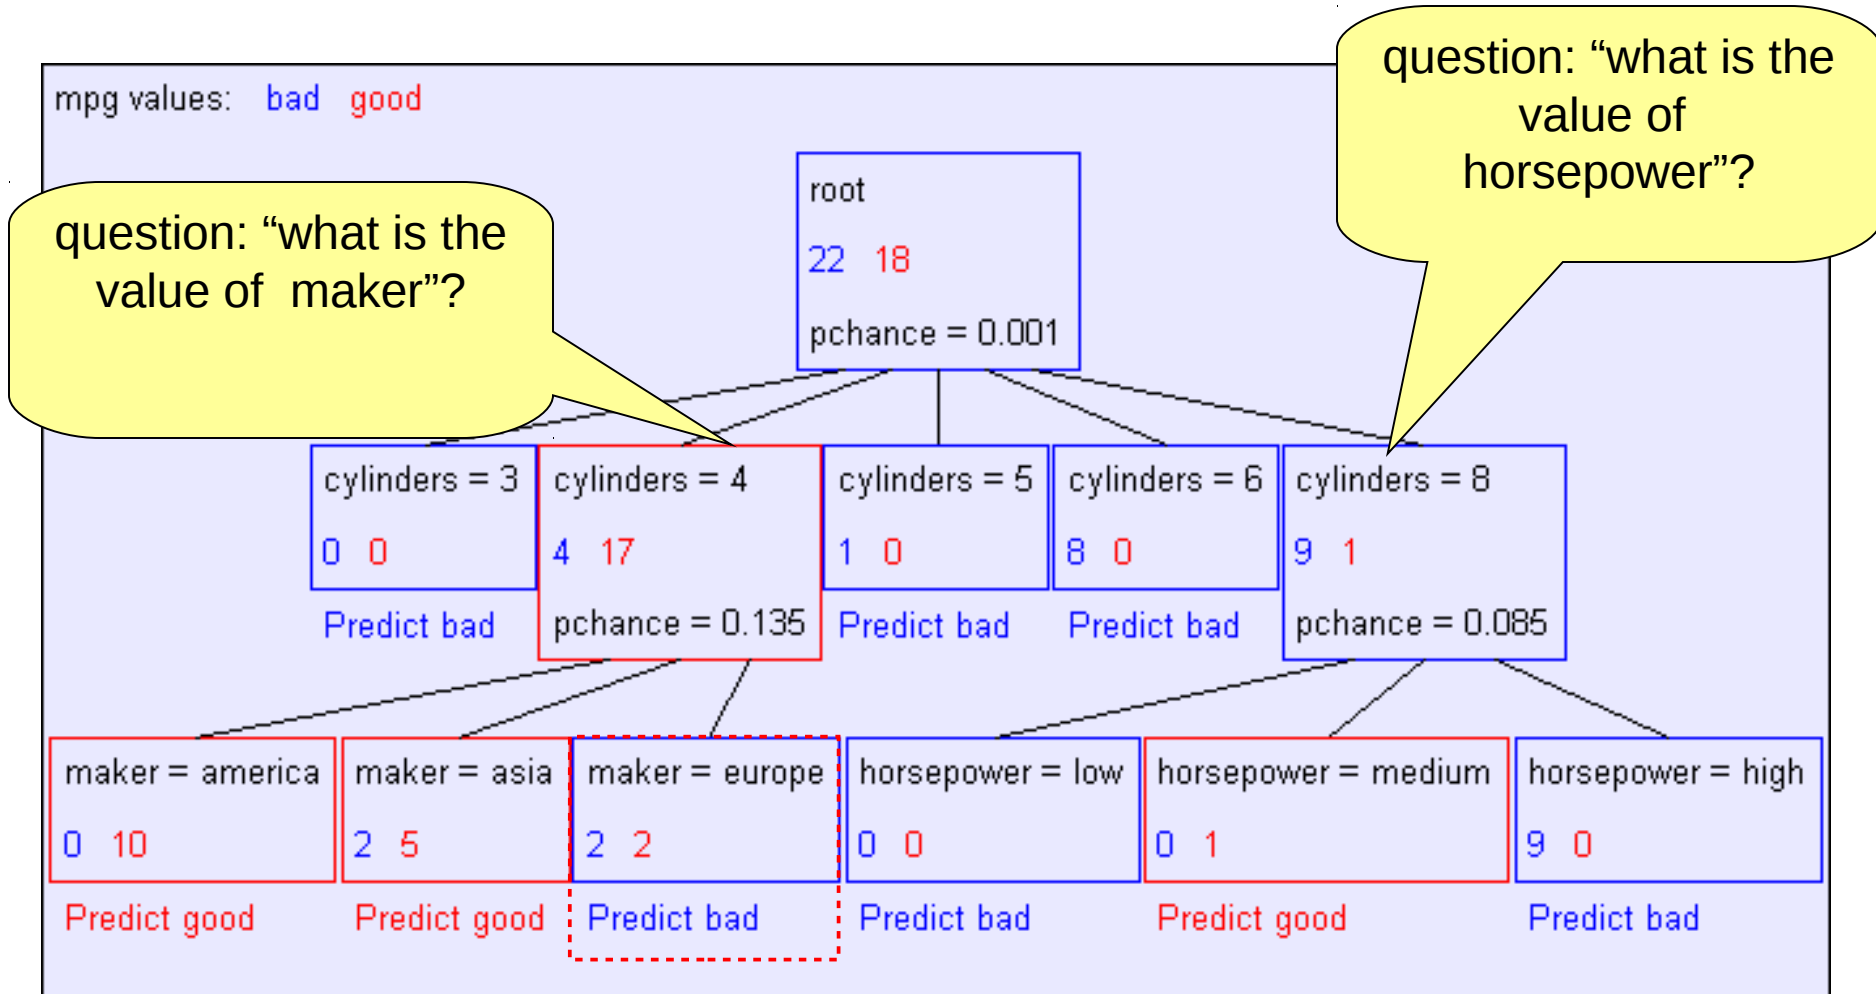 question: “what is the
value of
horsepower”?
mpg values: bad good
question: “what is the
value of maker”?
root
22 18
pchance = 0.001
cylinders = 3
0 0
Predict bad
cylinders = 4
4 17
pchance = 0.135
cylinders = 5
1 0
Predict bad
cylinders = 6
8 0
Predict bad
cylinders = 8
9 1
pchance = 0.085
maker = america
0 10
Predict good
maker = asia
2 5
Predict good
maker = europe
2 2
Predict bad
horsepower = low
0 0
Predict bad
horsepower = medium
0 1
Predict good
horsepower = high
9 0
Predict bad